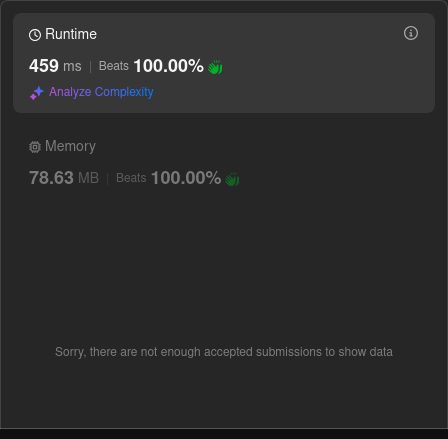 Runtime
459 ms | Beats 100.00%
Analyze Complexity
Memory
78.63 MB | Beats 100.00%
Sorry, there are not enough accepted submissions to show data